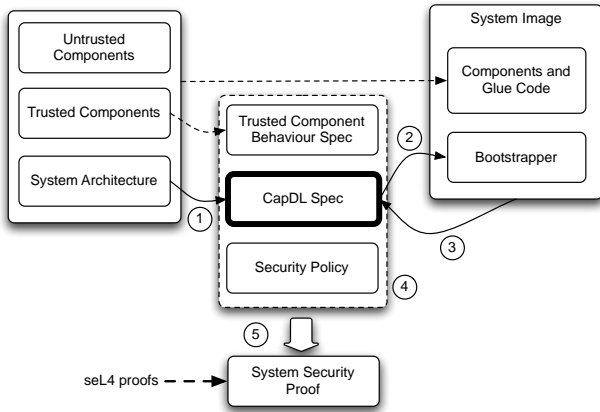 Untrusted
Components
Trusted Components
System Architecture
1
Trusted Component
Behaviour Spec
CapDL Spec
Security Policy
System Image
Components and
Glue Code
Bootstrapper
2
3
4
5
seL4 proofs
System Security
Proof